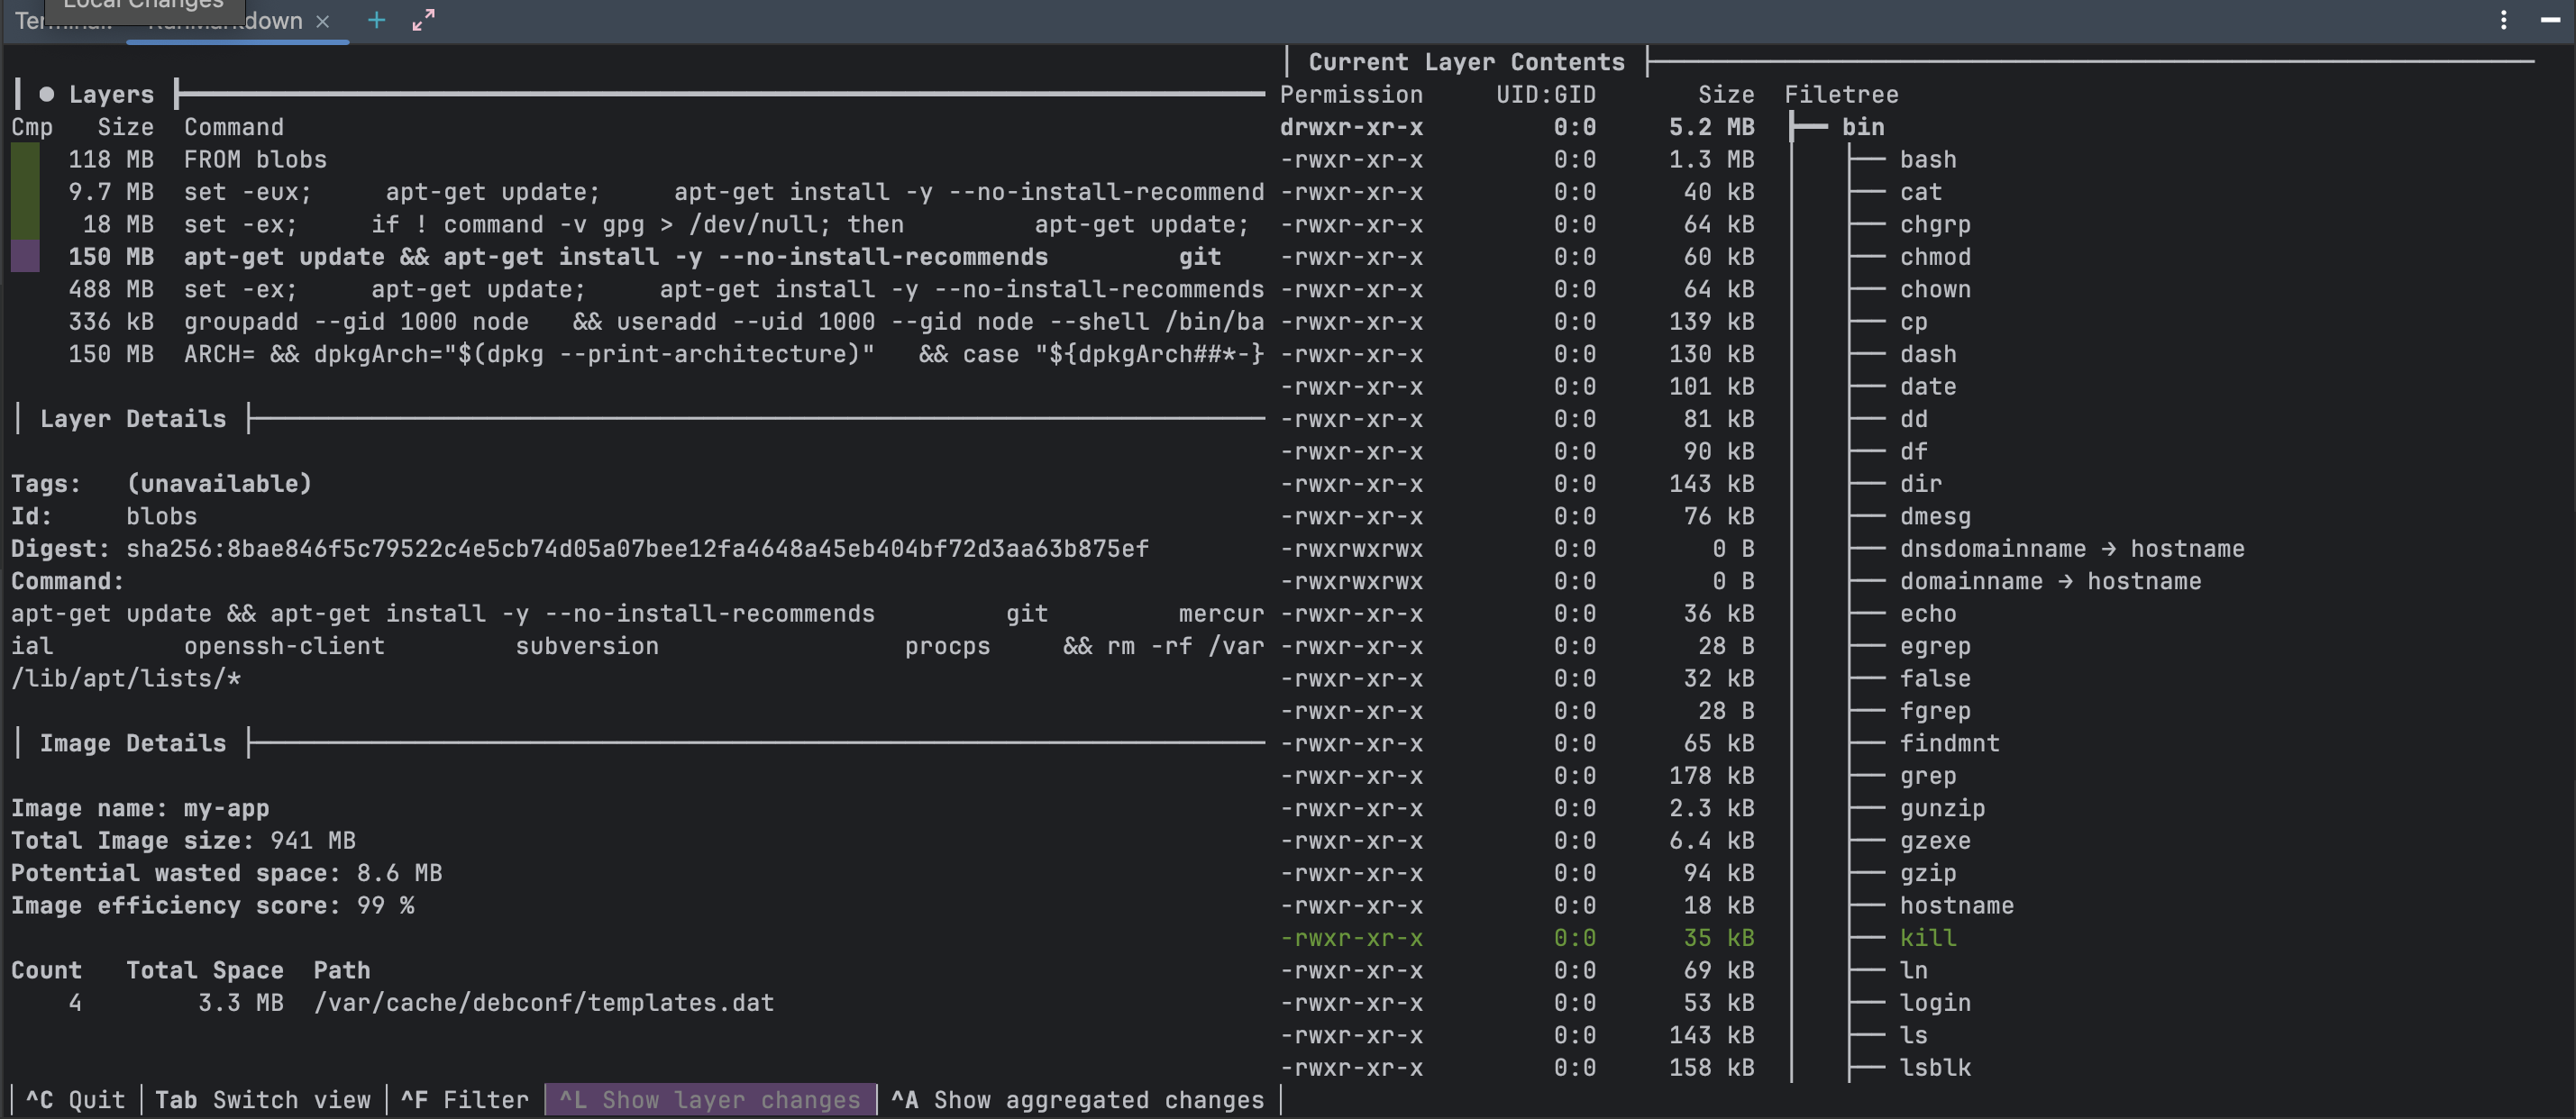 Local Changes
Terminal: RunMarkdown × +
Layers
Cmp Size Command
118 MB FROM blobs
9.7 MB set -eux; apt-get update; apt-get install -y --no-install-recommend
18 MB set -ex; if ! command -v gpg > /dev/null; then apt-get update;
150 MB apt-get update && apt-get install -y --no-install-recommends git
488 MB set -ex; apt-get update; apt-get install -y --no-install-recommends
336 kB groupadd --gid 1000 node && useradd --uid 1000 --gid node --shell /bin/ba
150 MB ARCH= && dpkgArch="$(dpkg --print-architecture)" && case "${dpkgArch##*-}
Layer Details
Tags: (unavailable)
Id: blobs
Digest: sha256:8bae846f5c79522c4e5cb74d05a07bee12fa4648a45eb404bf72d3aa63b875ef
Command:
apt-get update && apt-get install -y --no-install-recommends git mercur
ial openssh-client subversion procps && rm -rf /var
/lib/apt/lists/*
Image Details
Image name: my-app
Total Image size: 941 MB
Potential wasted space: 8.6 MB
Image efficiency score: 99 %
Count Total Space Path
4 3.3 MB /var/cache/debconf/templates.dat
Current Layer Contents
Permission UID:GID Size Filetree
drwxr-xr-x 0:0 5.2 MB bin
-rwxr-xr-x 0:0 1.3 MB bash
-rwxr-xr-x 0:0 40 kB cat
-rwxr-xr-x 0:0 64 kB chgrp
-rwxr-xr-x 0:0 60 kB chmod
-rwxr-xr-x 0:0 64 kB chown
-rwxr-xr-x 0:0 139 kB cp
-rwxr-xr-x 0:0 130 kB dash
-rwxr-xr-x 0:0 101 kB date
-rwxr-xr-x 0:0 81 kB dd
-rwxr-xr-x 0:0 90 kB df
-rwxr-xr-x 0:0 143 kB dir
-rwxr-xr-x 0:0 76 kB dmesg
-rwxrwxrwx 0:0 0 B dnsdomainname → hostname
-rwxrwxrwx 0:0 0 B domainname → hostname
-rwxr-xr-x 0:0 36 kB echo
-rwxr-xr-x 0:0 28 B egrep
-rwxr-xr-x 0:0 32 kB false
-rwxr-xr-x 0:0 28 B fgrep
-rwxr-xr-x 0:0 65 kB findmnt
-rwxr-xr-x 0:0 178 kB grep
-rwxr-xr-x 0:0 2.3 kB gunzip
-rwxr-xr-x 0:0 6.4 kB gzexe
-rwxr-xr-x 0:0 94 kB gzip
-rwxr-xr-x 0:0 18 kB hostname
-rwxr-xr-x 0:0 35 kB kill
-rwxr-xr-x 0:0 69 kB ln
-rwxr-xr-x 0:0 53 kB login
-rwxr-xr-x 0:0 143 kB ls
-rwxr-xr-x 0:0 158 kB lsblk
^C Quit Tab Switch view ^F Filter ^L Show layer changes ^A Show aggregated changes